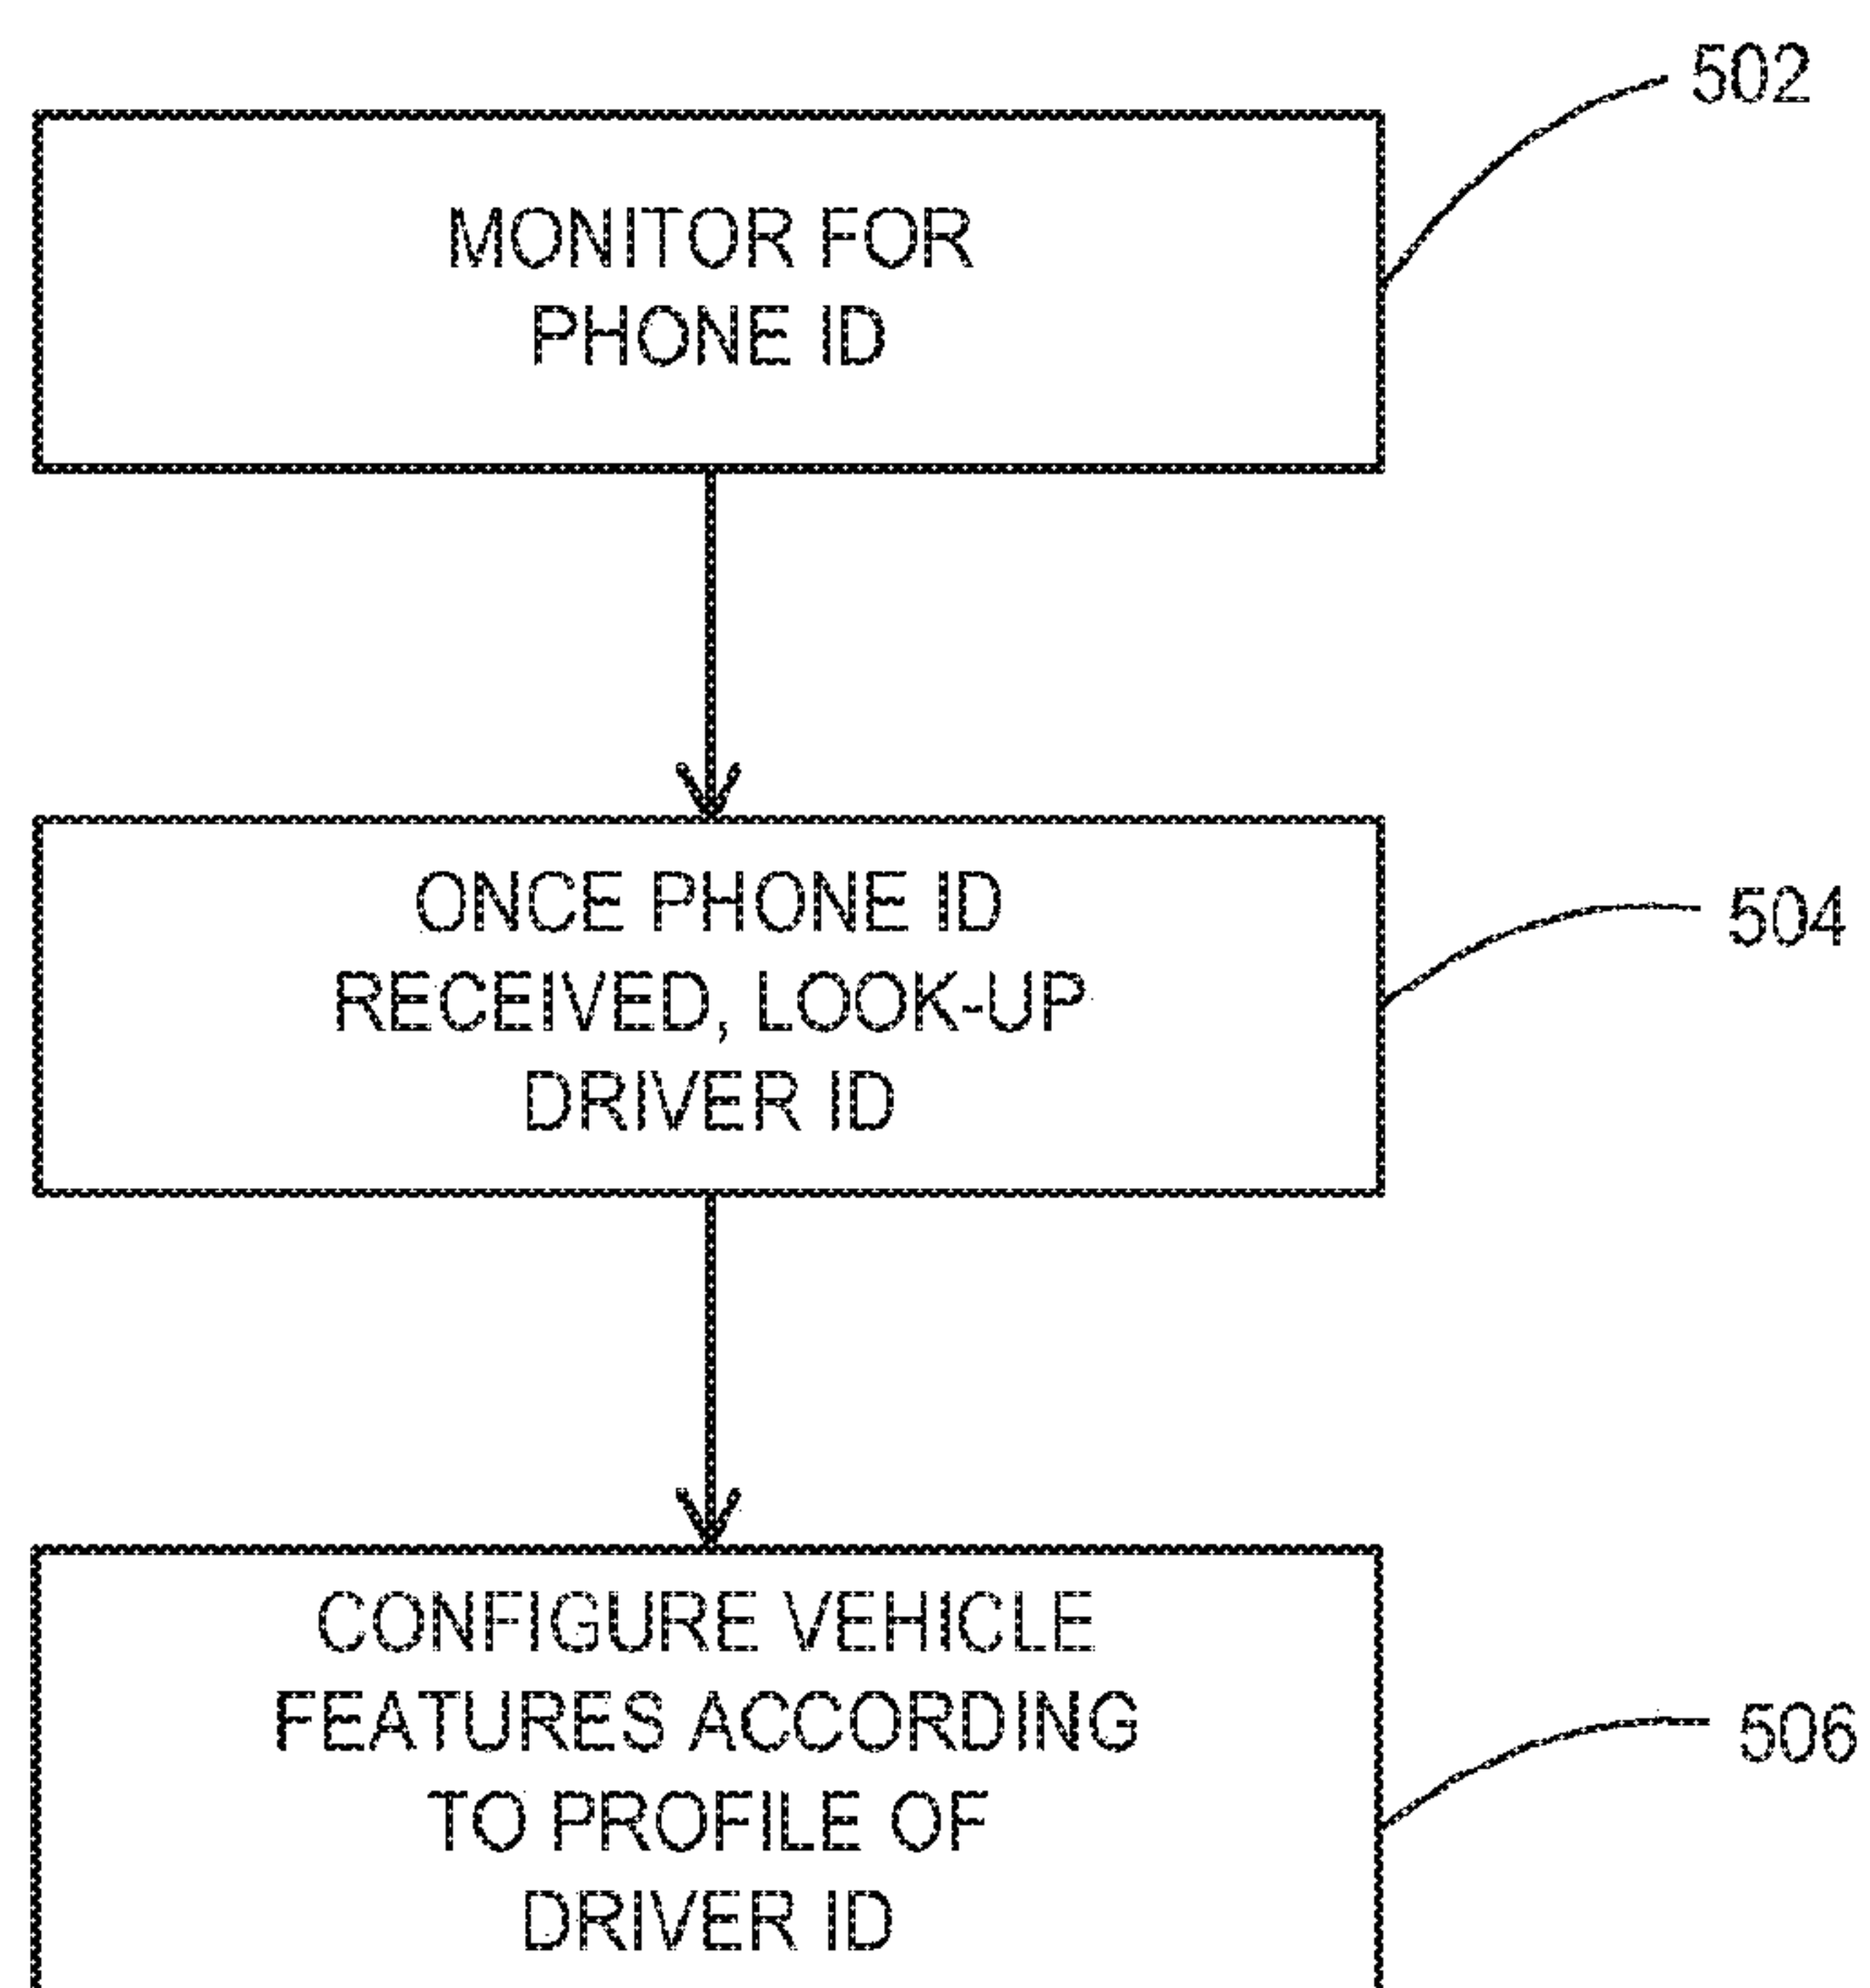 502
MONITOR FOR
PHONE ID
ONCE PHONE ID
RECEIVED, LOOK-UP
DRIVER ID
504
CONFIGURE VEHICLE
FEATURES ACCORDING
TO PROFILE OF
DRIVER ID
506